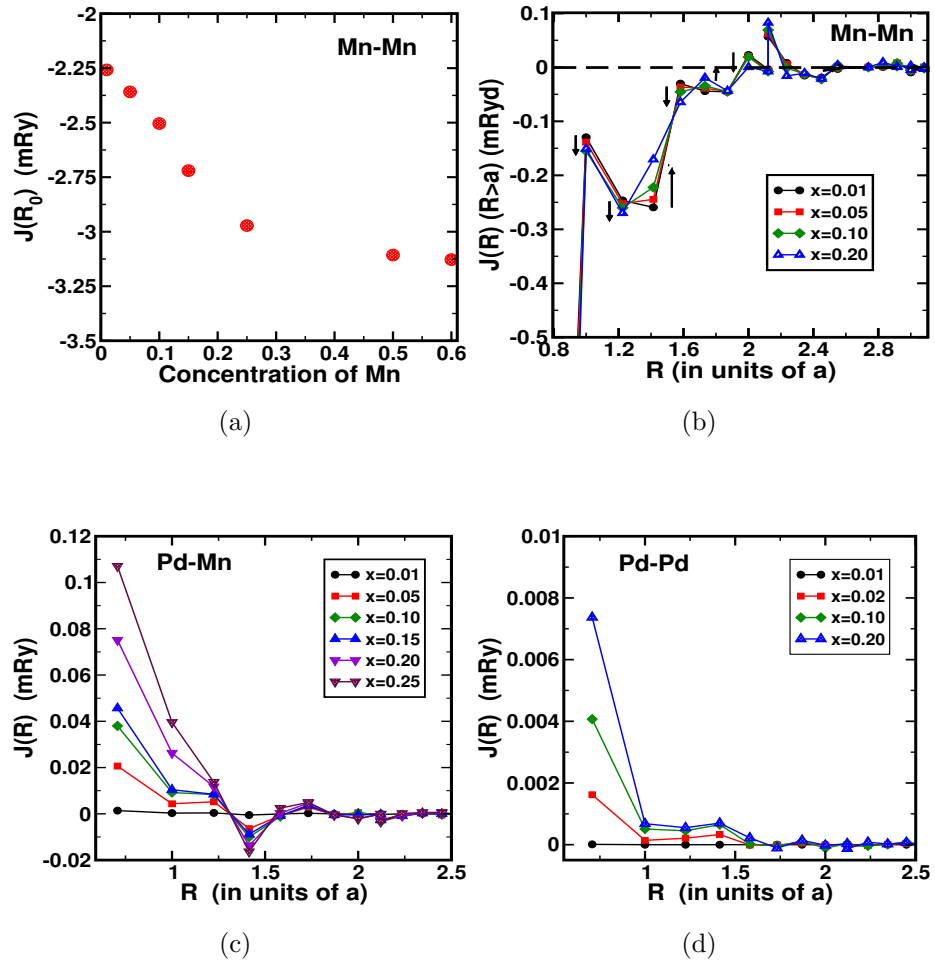 Mn-Mn
J(R0) (mRy)
-2
-2.25
-2.5
-2.75
-3
-3.25
-3.5
0 0.1 0.2 0.3 0.4 0.5 0.6
Concentration of Mn
(a)
Mn-Mn
J(R) (R>a) (mRyd)
0
-0.1
-0.2
-0.3
-0.4
-0.5
x=0.01
x=0.05
x=0.10
x=0.20
0.8 1.2 1.6 2 2.4 2.8
R (in units of a)
(b)
Pd-Mn
J(R) (mRy)
0.12
0.1
0.08
0.06
0.04
0.02
0
-0.02
x=0.01
x=0.05
x=0.10
x=0.15
x=0.20
x=0.25
1 1.5 2 2.5
R (in units of a)
(c)
Pd-Pd
J(R) (mRy)
0.01
0.008
0.006
0.004
0.002
0
x=0.01
x=0.02
x=0.10
x=0.20
1 1.5 2 2.5
R (in units of a)
(d)